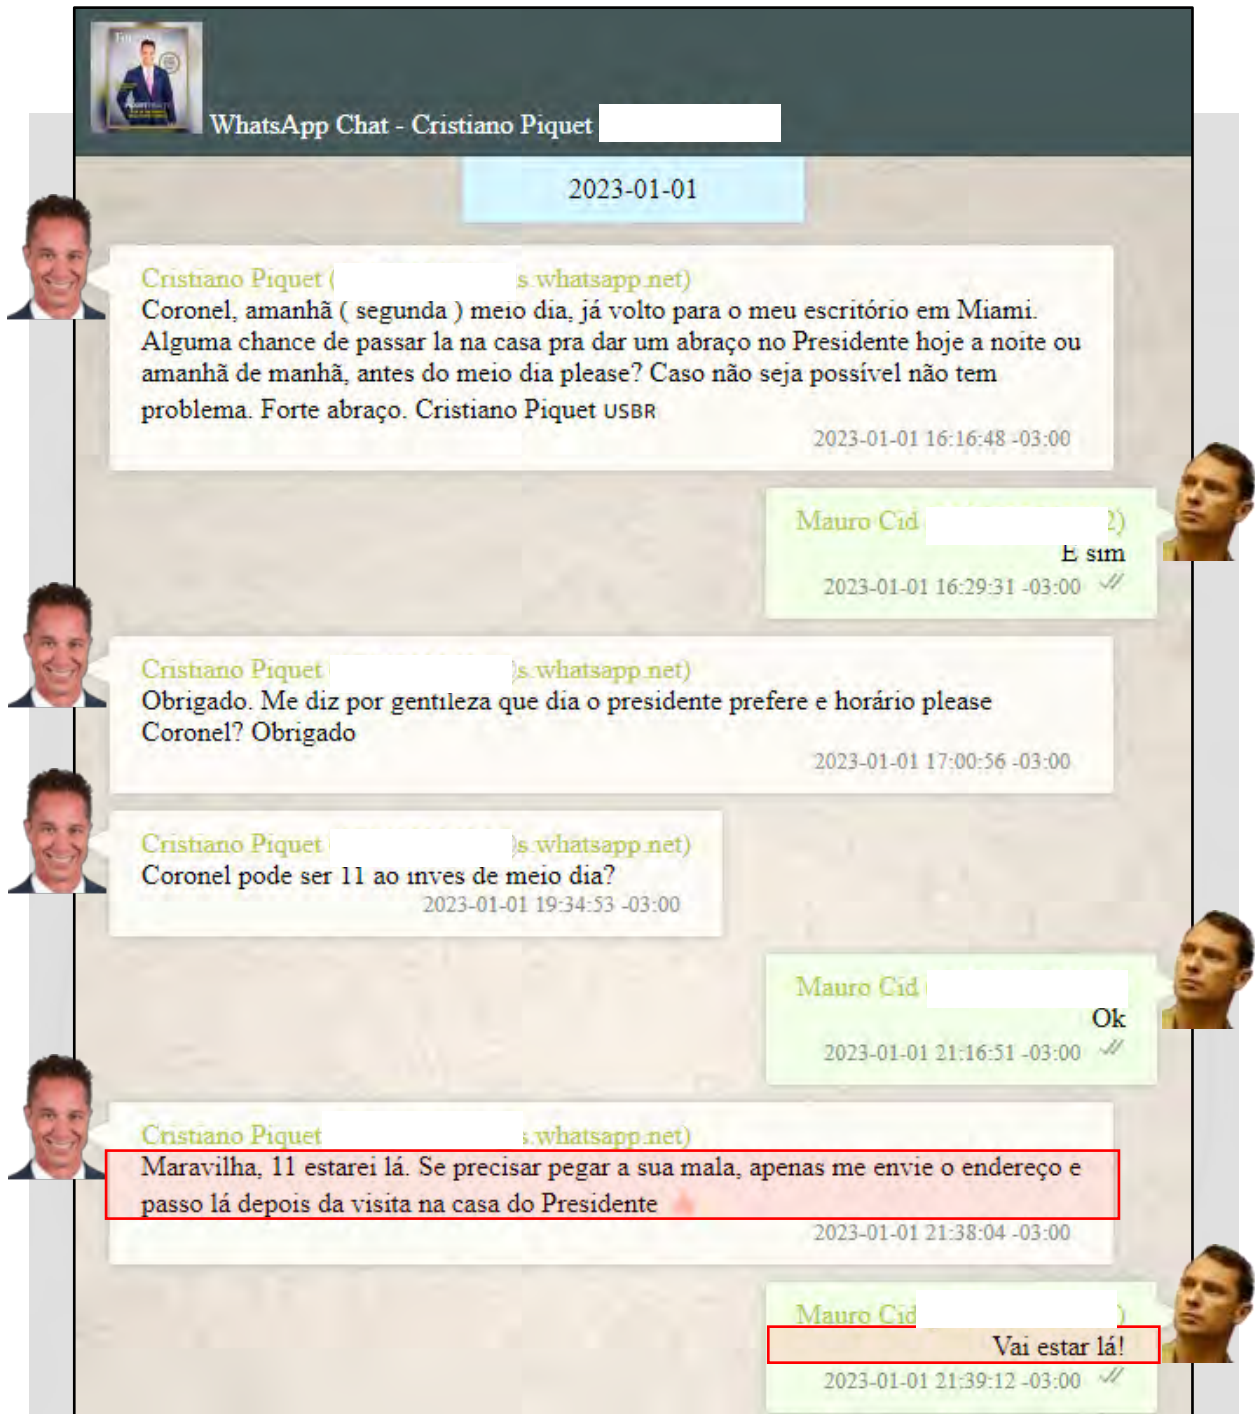 WhatsApp Chat - Cristiano Piquet
2023-01-01
Cristiano Piquet ( s.whatsapp.net)
Coronel, amanhã ( segunda ) meio dia, já volto para o meu escritório em Miami.
Alguma chance de passar la na casa pra dar um abraço no Presidente hoje a noite ou
amanhã de manhã, antes do meio dia please? Caso não seja possível não tem
problema. Forte abraço. Cristiano Piquet USBR
2023-01-01 16:16:48 -03:00
Mauro Cid 2)
E sim
2023-01-01 16:29:31 -03:00
Cristiano Piquet s.whatsapp.net)
Obrigado. Me diz por gentileza que dia o presidente prefere e horário please
Coronel? Obrigado
2023-01-01 17:00:56 -03:00
Cristiano Piquet s.whatsapp.net)
Coronel pode ser 11 ao inves de meio dia?
2023-01-01 19:34:53 -03:00
Mauro Cid
Ok
2023-01-01 21:16:51 -03:00
Cristiano Piquet s.whatsapp.net)
Maravilha, 11 estarei lá. Se precisar pegar a sua mala, apenas me envie o endereço e
passo lá depois da visita na casa do Presidente
2023-01-01 21:38:04 -03:00
Mauro Cid )
Vai estar lá!
2023-01-01 21:39:12 -03:00